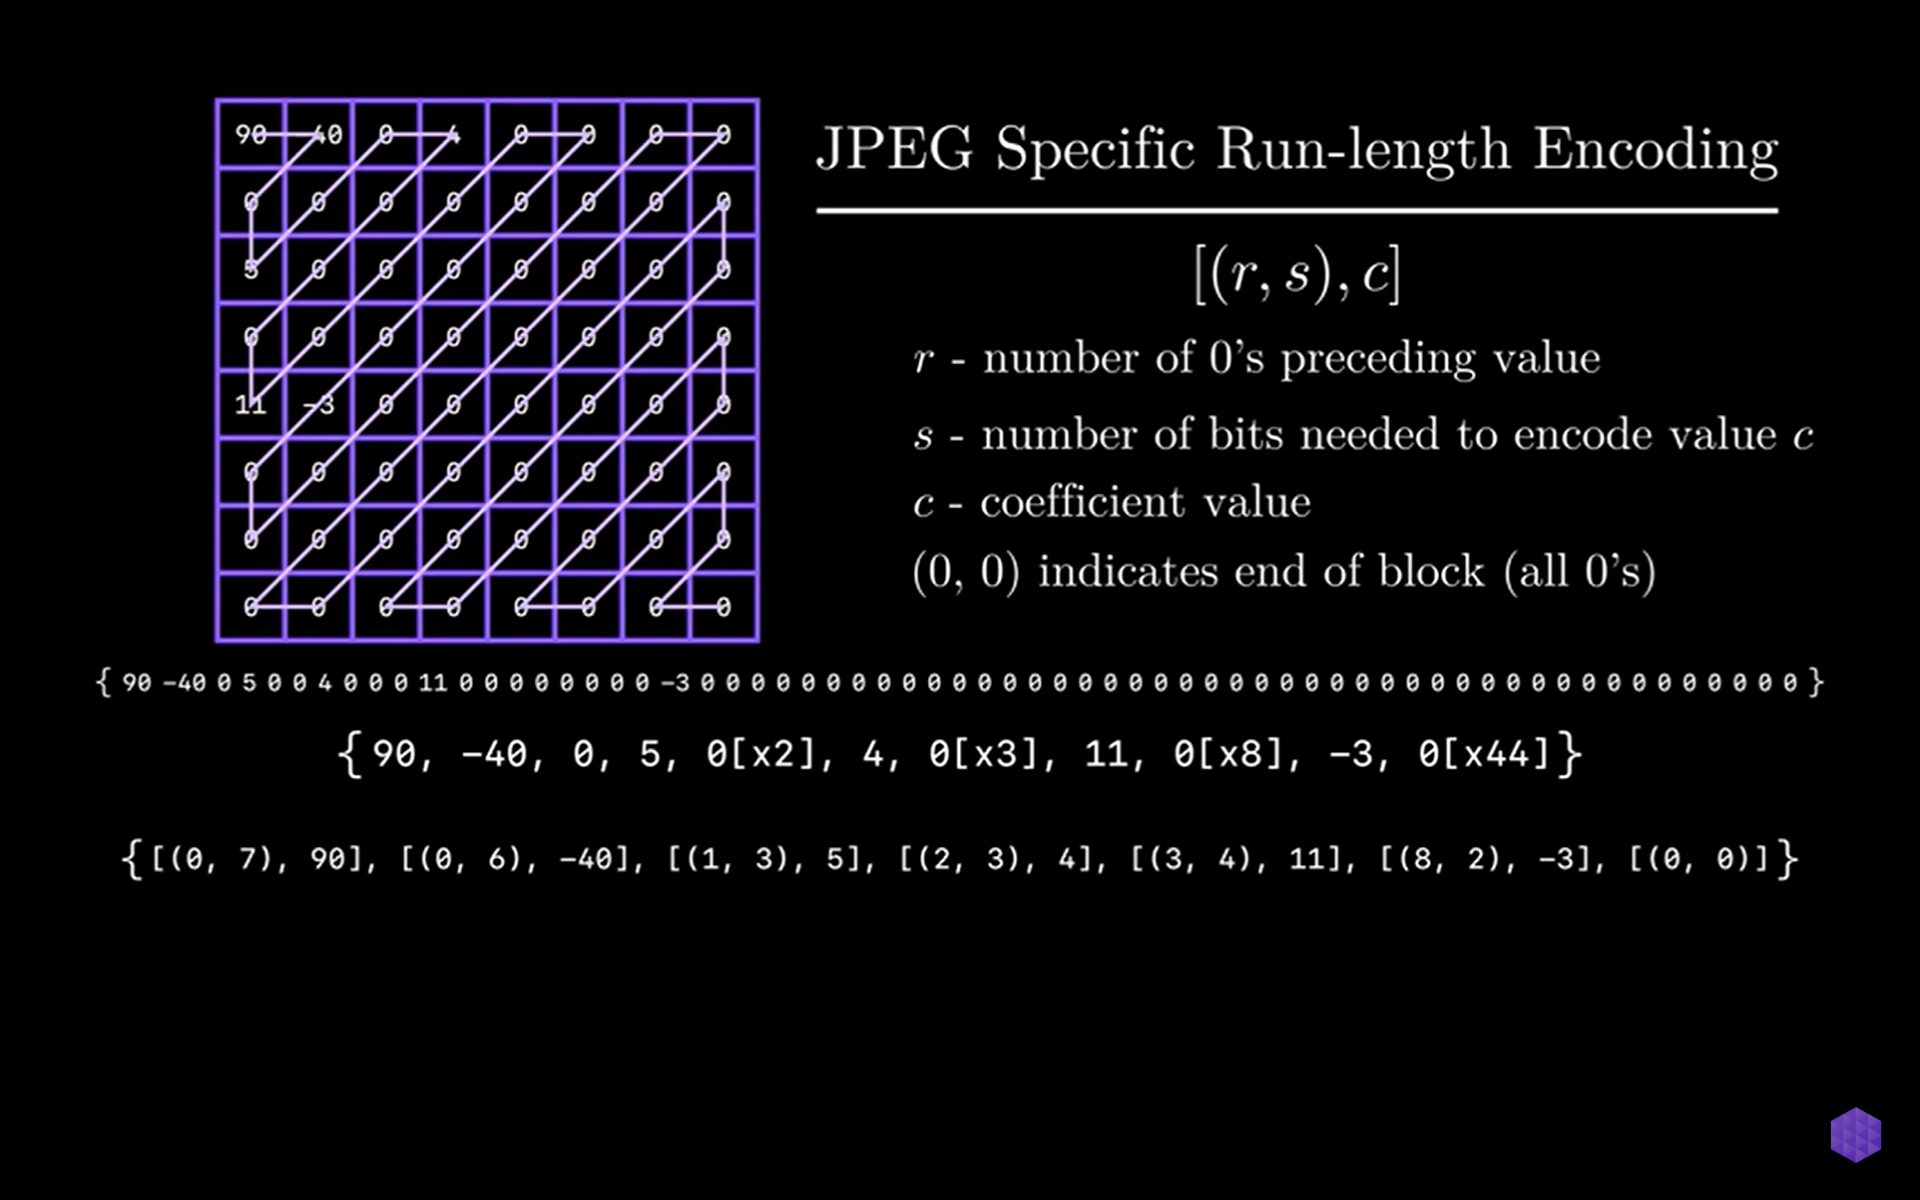 90 −40 0 4 0 0 0 0
0 0 0 0 0 0 0 0
5 0 0 0 0 0 0 0
0 0 0 0 0 0 0 0
11 −3 0 0 0 0 0 0
0 0 0 0 0 0 0 0
0 0 0 0 0 0 0 0
0 0 0 0 0 0 0 0
JPEG Specific Run-length Encoding
[(r, s), c]
r - number of 0's preceding value
s - number of bits needed to encode value c
c - coefficient value
(0, 0) indicates end of block (all 0's)
{ 90 −40 0 5 0 0 4 0 0 0 11 0 0 0 0 0 0 0 0 −3 0 0 0 0 0 0 0 0 0 0 0 0 0 0 0 0 0 0 0 0 0 0 0 0 0 0 0 0 0 0 0 0 0 0 0 0 0 0 0 0 0 0 0 0 }
{ 90, −40, 0, 5, 0[x2], 4, 0[x3], 11, 0[x8], −3, 0[x44] }
{ [(0, 7), 90], [(0, 6), −40], [(1, 3), 5], [(2, 3), 4], [(3, 4), 11], [(8, 2), −3], [(0, 0)] }